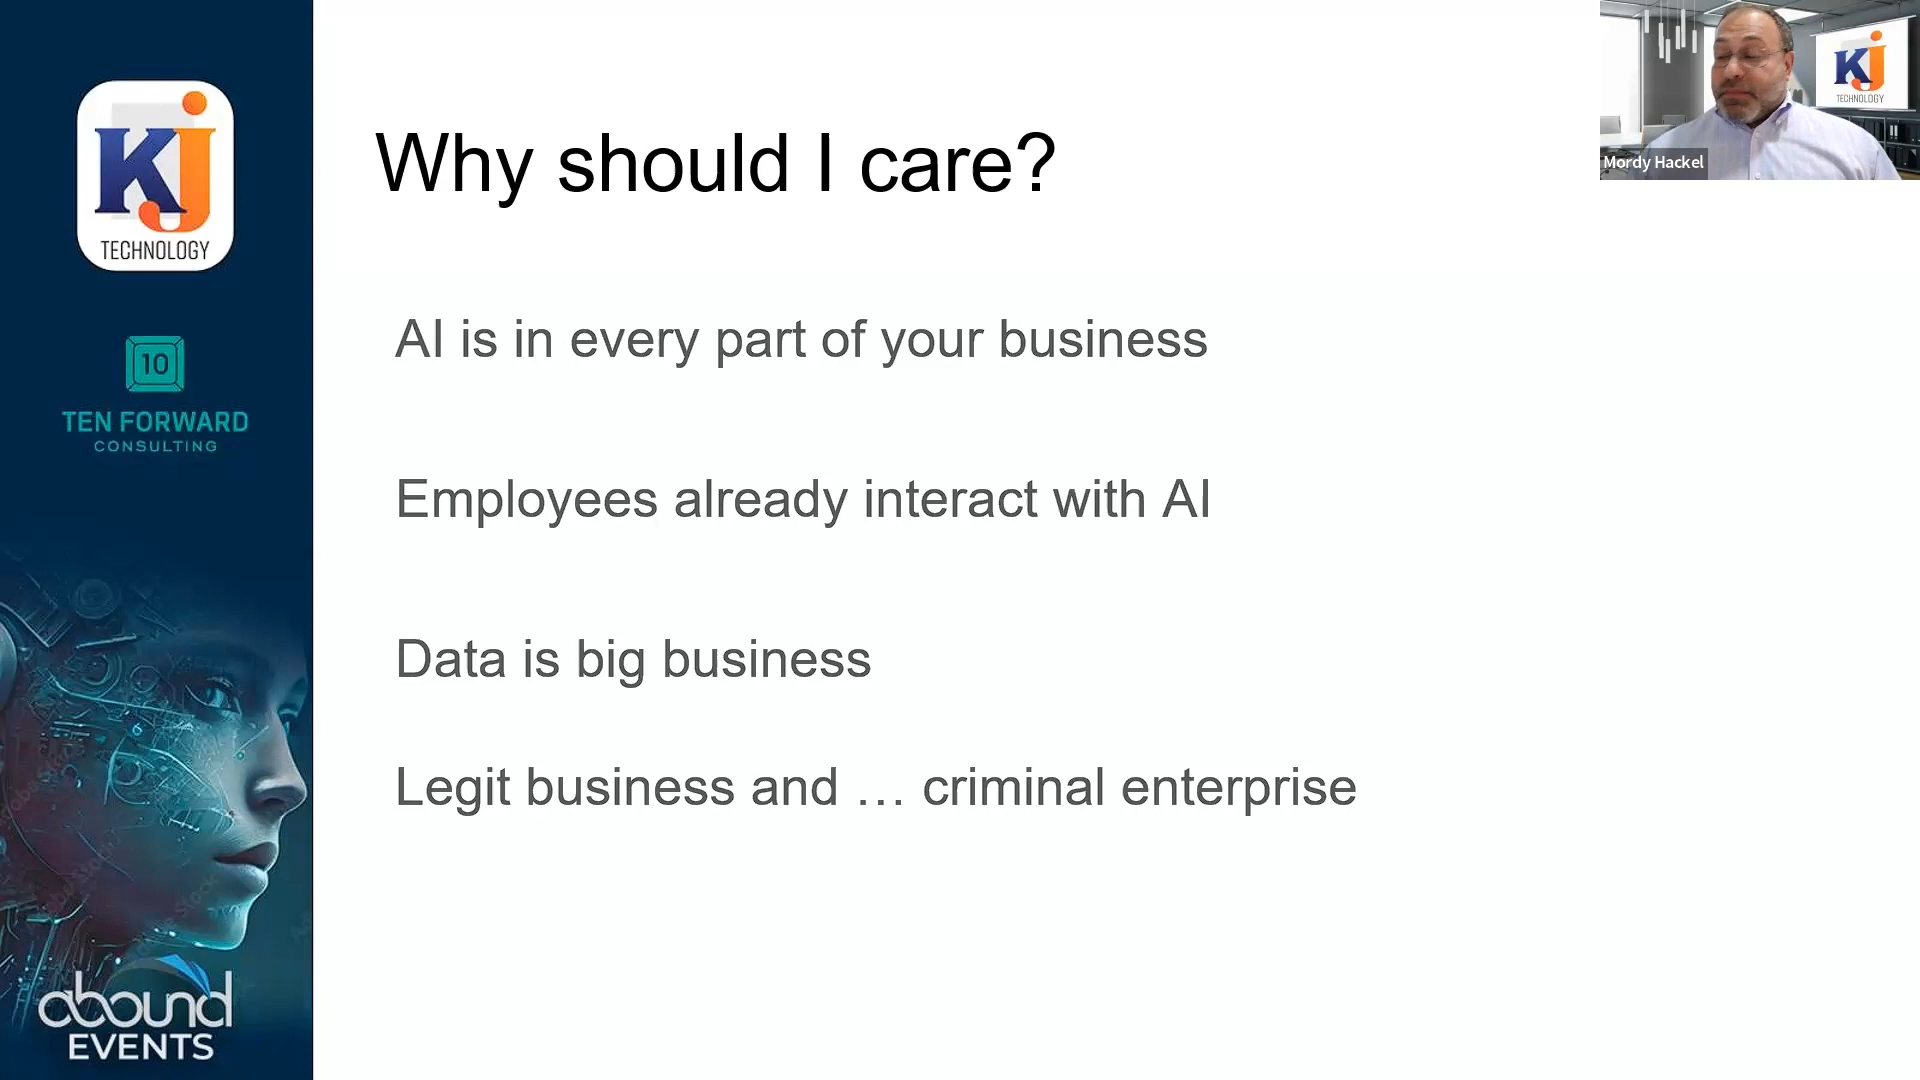 KJ
TECHNOLOGY
10
TEN FORWARD
CONSULTING
abound
EVENTS
Why should I care?
AI is in every part of your business
Employees already interact with AI
Data is big business
Legit business and … criminal enterprise
KJ
TECHNOLOGY
Mordy Hackel